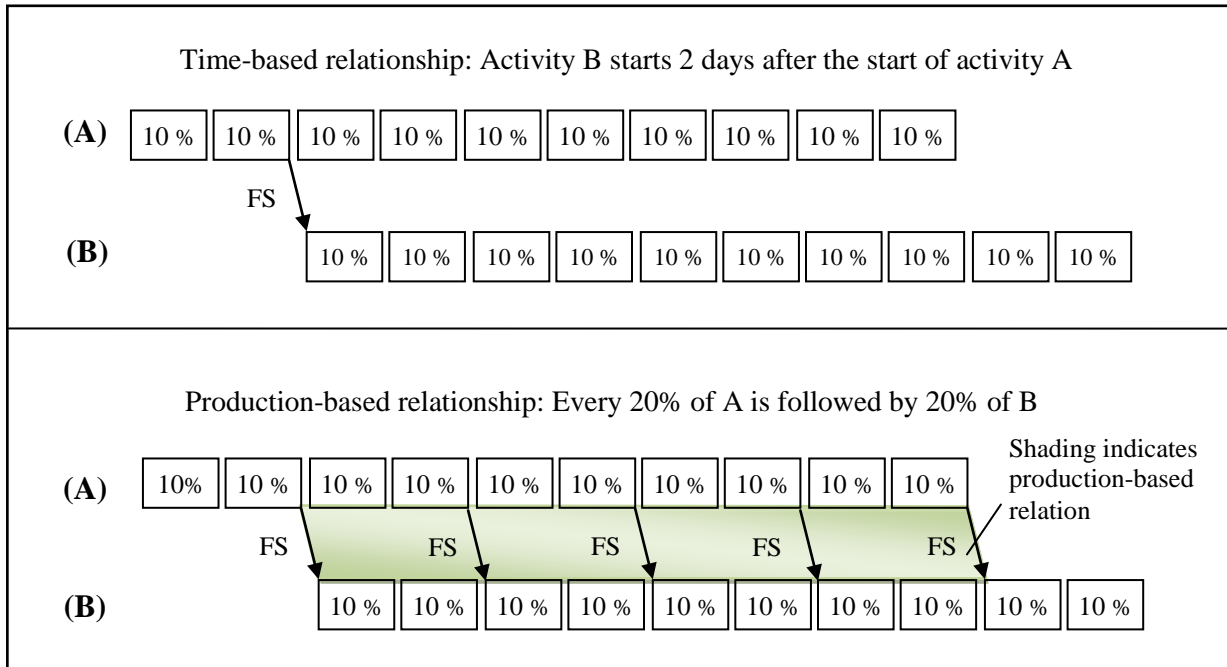 Time-based relationship: Activity B starts 2 days after the start of activity A
(A) 10 % 10 % 10 % 10 % 10 % 10 % 10 % 10 % 10 % 10 %
FS
(B) 10 % 10 % 10 % 10 % 10 % 10 % 10 % 10 % 10 % 10 %
Production-based relationship: Every 20% of A is followed by 20% of B
Shading indicates
production-based
relation
(A) 10% 10 % 10 % 10 % 10 % 10 % 10 % 10 % 10 % 10 %
FS FS FS FS FS
(B) 10 % 10 % 10 % 10 % 10 % 10 % 10 % 10 % 10 % 10 %